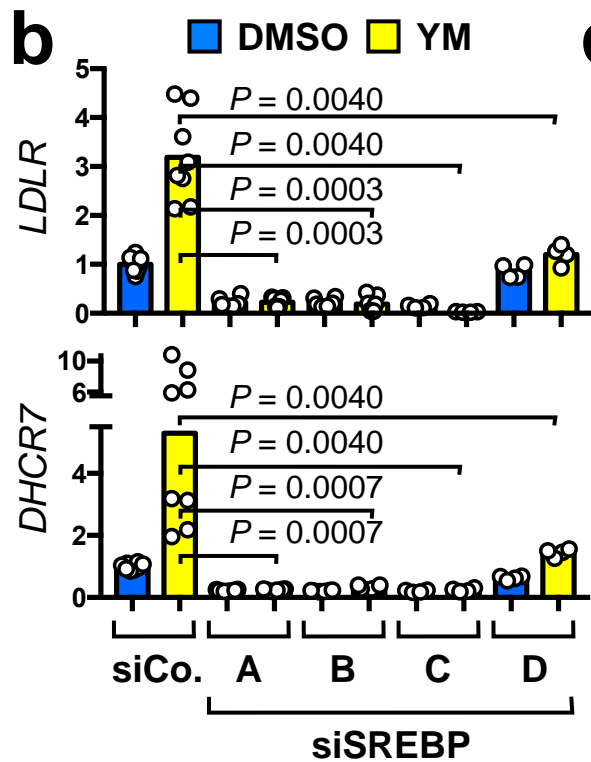 b
DMSO YM
LDLR
5
4
3
2
1
0
P = 0.0040
P = 0.0040
P = 0.0003
P = 0.0003
DHCR7
10
6
4
2
0
P = 0.0040
P = 0.0040
P = 0.0007
P = 0.0007
siCo. A B C D
siSREBP